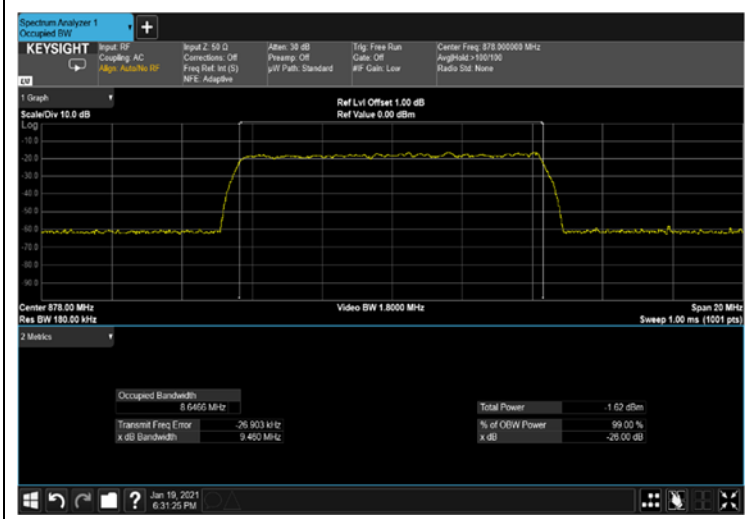 Spectrum Analyzer 1
Occupied BW
+
KEYSIGHT
Input: RF
Coupling: AC
Align: Auto/No RF
Input Z: 50 Ω
Corrections: Off
Freq Ref: Int (S)
NFE: Adaptive
Atten: 30 dB
Preamp: Off
µW Path: Standard
Trig: Free Run
Gate: Off
#IF Gain: Low
Center Freq: 878.000000 MHz
Avg|Hold:>100/100
Radio Std: None
1 Graph
Scale/Div 10.0 dB
Ref Lvl Offset 1.00 dB
Ref Value 0.00 dBm
Log
-10.0
-20.0
-30.0
-40.0
-50.0
-60.0
-70.0
-80.0
-90.0
Center 878.00 MHz
Res BW 180.00 kHz
Video BW 1.8000 MHz
Span 20 MHz
Sweep 1.00 ms (1001 pts)
2 Metrics
Occupied Bandwidth
8.6466 MHz
Transmit Freq Error -26.903 kHz
x dB Bandwidth 9.460 MHz
Total Power -1.62 dBm
% of OBW Power 99.00 %
x dB -26.00 dB
?
Jan 19, 2021
6:31:25 PM